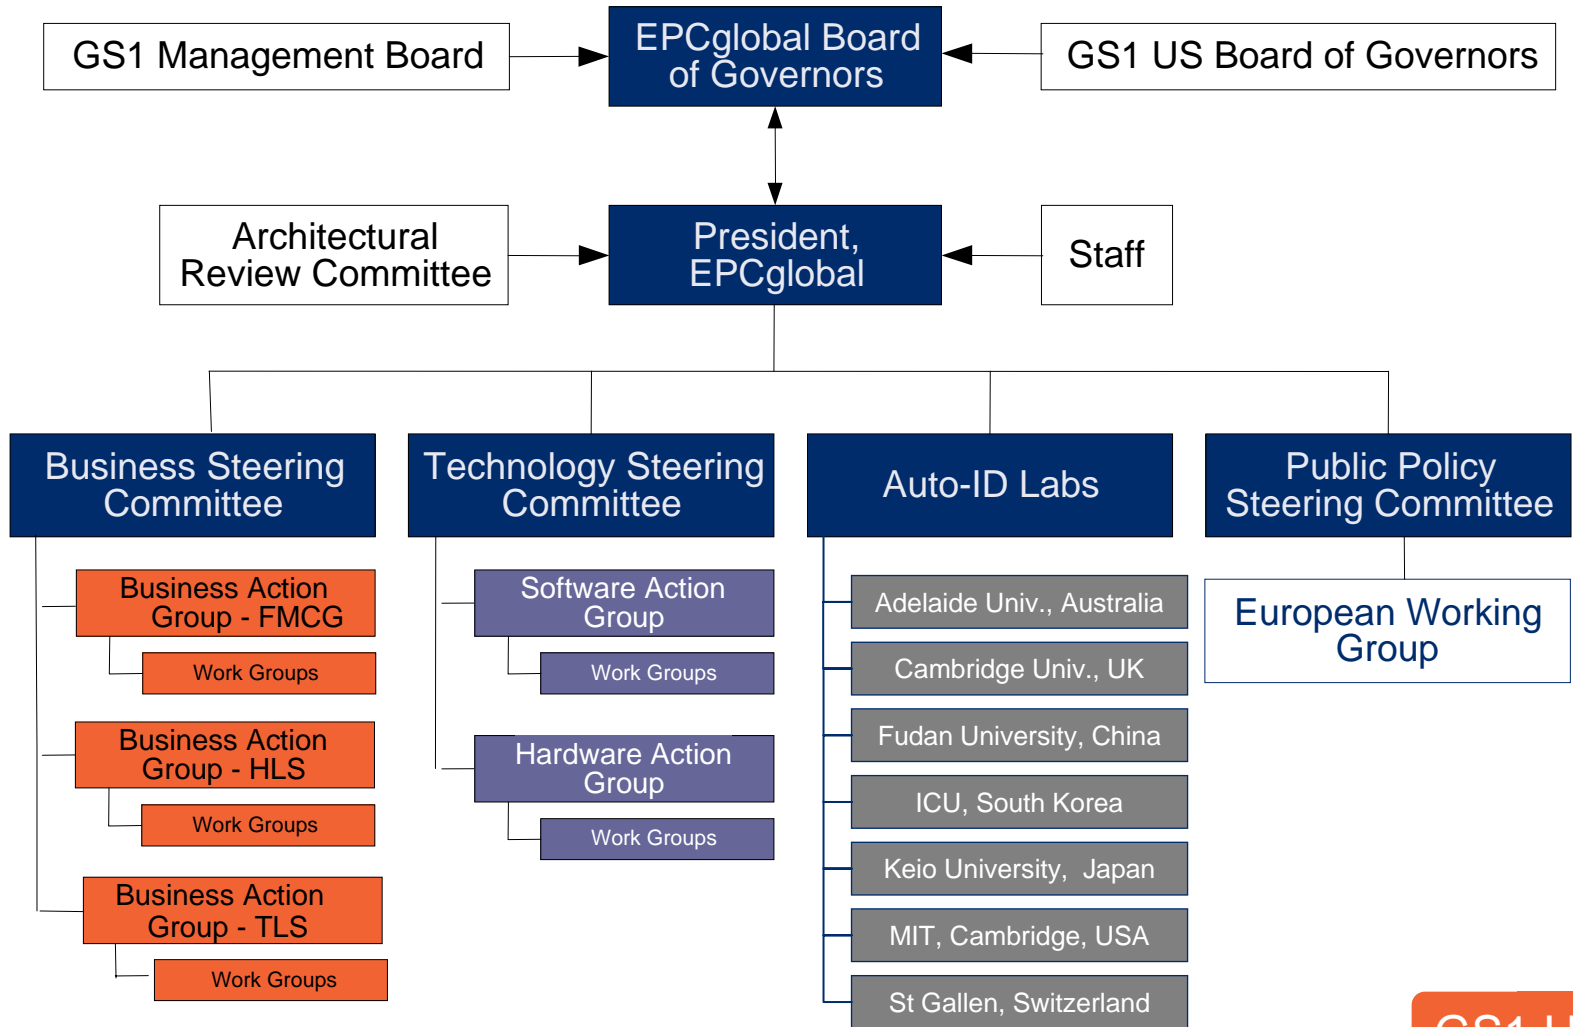 GS1 Management Board
EPCglobal Board
of Governors
GS1 US Board of Governors
Architectural
Review Committee
President,
EPCglobal
Staff
Business Steering
Committee
Technology Steering
Committee
Auto-ID Labs
Public Policy
Steering Committee
Business Action
Group - FMCG
Work Groups
Business Action
Group - HLS
Work Groups
Business Action
Group - TLS
Work Groups
Software Action
Group
Work Groups
Hardware Action
Group
Work Groups
Adelaide Univ., Australia
Cambridge Univ., UK
Fudan University, China
ICU, South Korea
Keio University, Japan
MIT, Cambridge, USA
St Gallen, Switzerland
European Working
Group
GS1